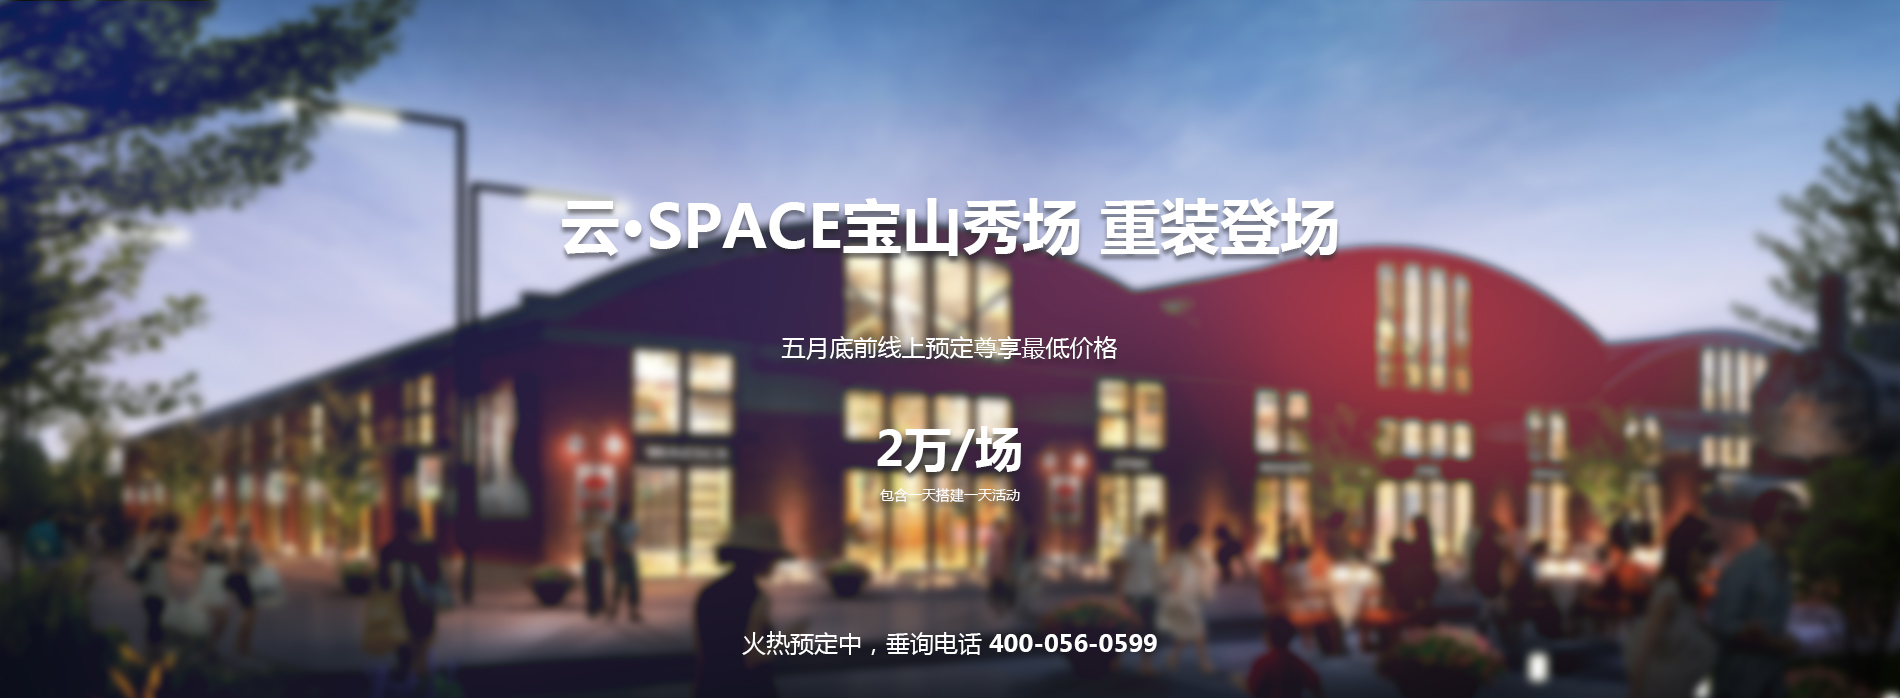 云·SPACE宝山秀场 重装登场
五月底前线上预定尊享最低价格
2万/场
包含一天搭建一天活动
火热预定中，垂询电话 400-056-0599